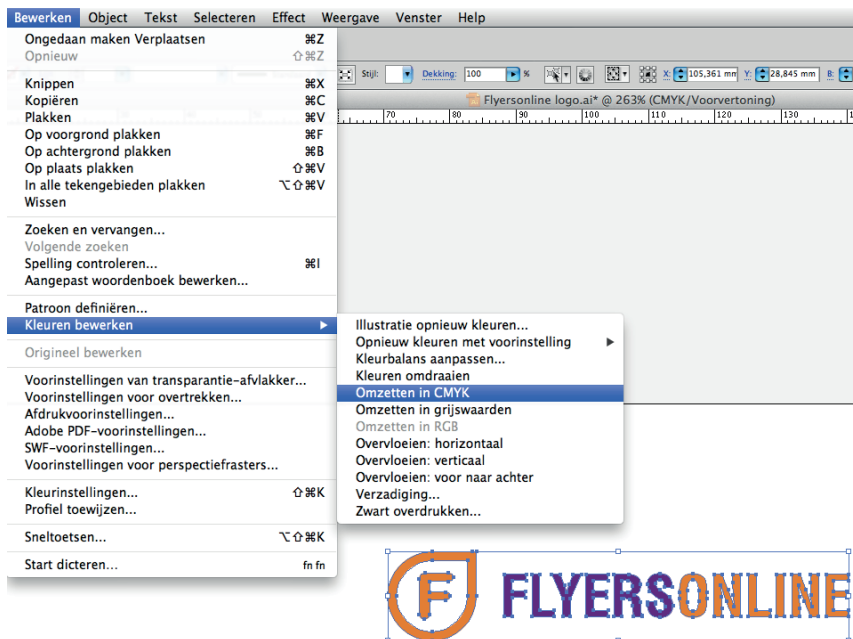 Bewerken Object Tekst Selecteren Effect Weergave Venster Help
Ongedaan maken Verplaatsen ⌘Z
Opnieuw ⇧⌘Z
Knippen ⌘X
Kopiëren ⌘C
Plakken ⌘V
Op voorgrond plakken ⌘F
Op achtergrond plakken ⌘B
Op plaats plakken ⇧⌘V
In alle tekengebieden plakken ⌥⇧⌘V
Wissen
Zoeken en vervangen...
Volgende zoeken
Spelling controleren... ⌘I
Aangepast woordenboek bewerken...
Patroon definiëren...
Kleuren bewerken
Origineel bewerken
Voorinstellingen van transparantie-afvlakker...
Voorinstellingen voor overtrekken...
Afdrukvoorinstellingen...
Adobe PDF-voorinstellingen...
SWF-voorinstellingen...
Voorinstellingen voor perspectiefrasters...
Kleurinstellingen... ⇧⌘K
Profiel toewijzen...
Sneltoetsen... ⌥⇧⌘K
Start dicteren... fn fn
Stijl: Dekking: 100 % X: 105,361 mm Y: 28,845 mm B:
Flyersonline logo.ai* @ 263% (CMYK/Voorvertoning)
70 80 90 100 110 120 130
Illustratie opnieuw kleuren...
Opnieuw kleuren met voorinstelling
Kleurbalans aanpassen...
Kleuren omdraaien
Omzetten in CMYK
Omzetten in grijswaarden
Omzetten in RGB
Overvloeien: horizontaal
Overvloeien: verticaal
Overvloeien: voor naar achter
Verzadiging...
Zwart overdrukken...
F FLYERSONLINE